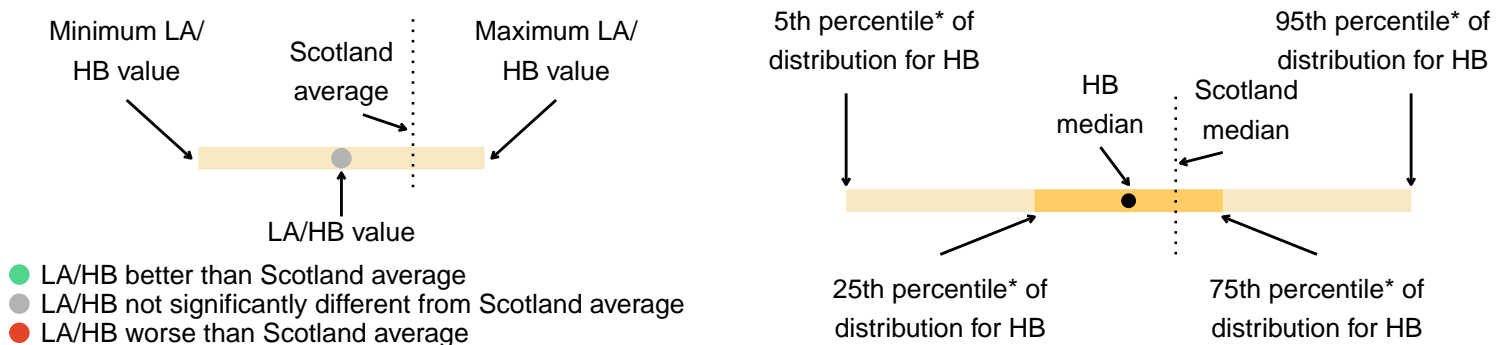 Minimum LA/
HB value
Scotland
average
Maximum LA/
HB value
LA/HB value
LA/HB better than Scotland average
LA/HB not significantly different from Scotland average
LA/HB worse than Scotland average
5th percentile* of
distribution for HB
95th percentile* of
distribution for HB
HB
median
Scotland
median
25th percentile* of
distribution for HB
75th percentile* of
distribution for HB